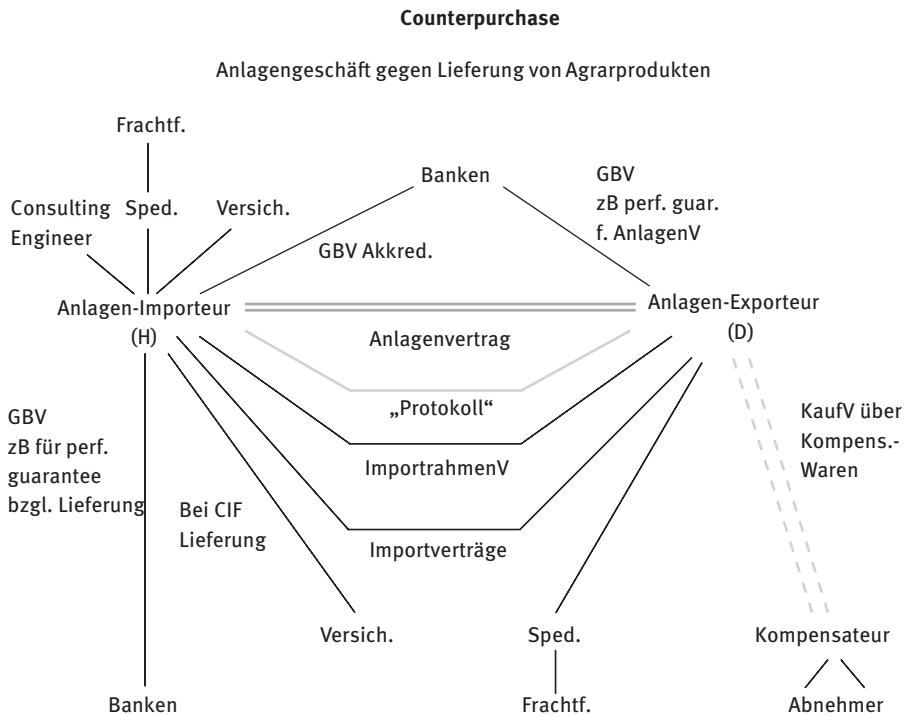 Counterpurchase
Anlagengeschäft gegen Lieferung von Agrarprodukten
Frachtf.
Banken
GBV
zB perf. guar.
f. AnlagenV
Consulting
Engineer
Sped.
Versich.
GBV Akkred.
Anlagen-Importeur
(H)
Anlagen-Exporteur
(D)
Anlagenvertrag
„Protokoll“
GBV
zB für perf.
guarantee
bzgl. Lieferung
KaufV über
Kompens.-
Waren
ImportrahmenV
Bei CIF
Lieferung
Importverträge
Versich.
Sped.
Kompensateur
Banken
Frachtf.
Abnehmer